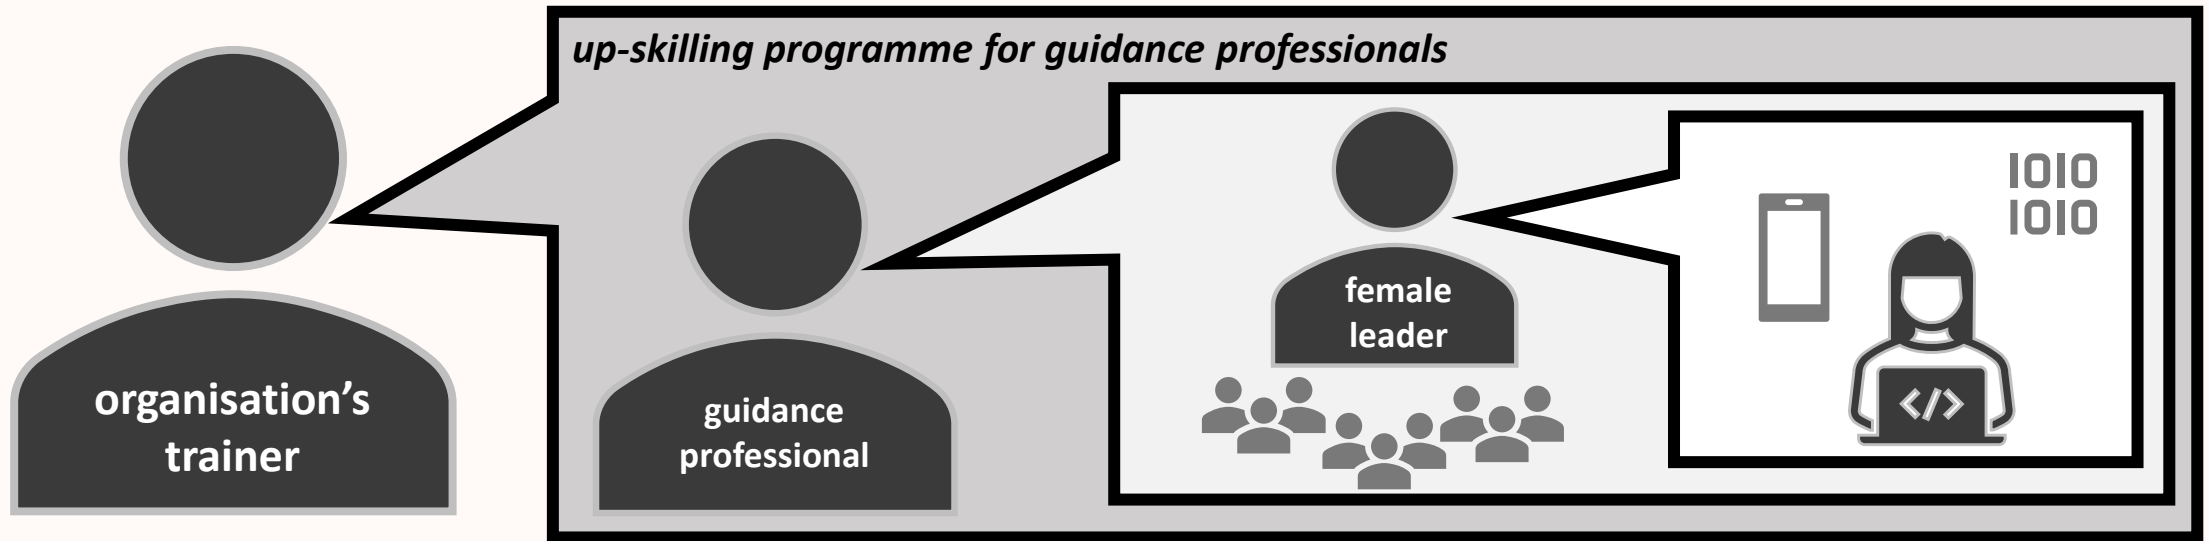 up-skilling programme for guidance professionals
organisation’s
trainer
guidance
professional
female
leader
1010
1010
</>